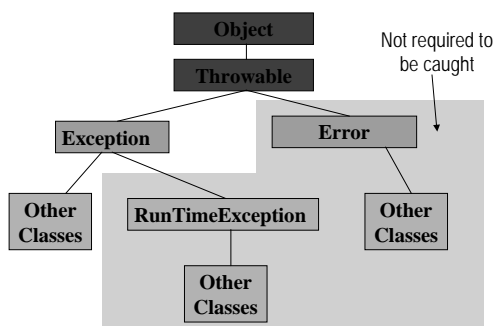 Object
Not required to
be caught
Throwable
Exception
Error
Other
Classes
RunTimeException
Other
Classes
Other
Classes